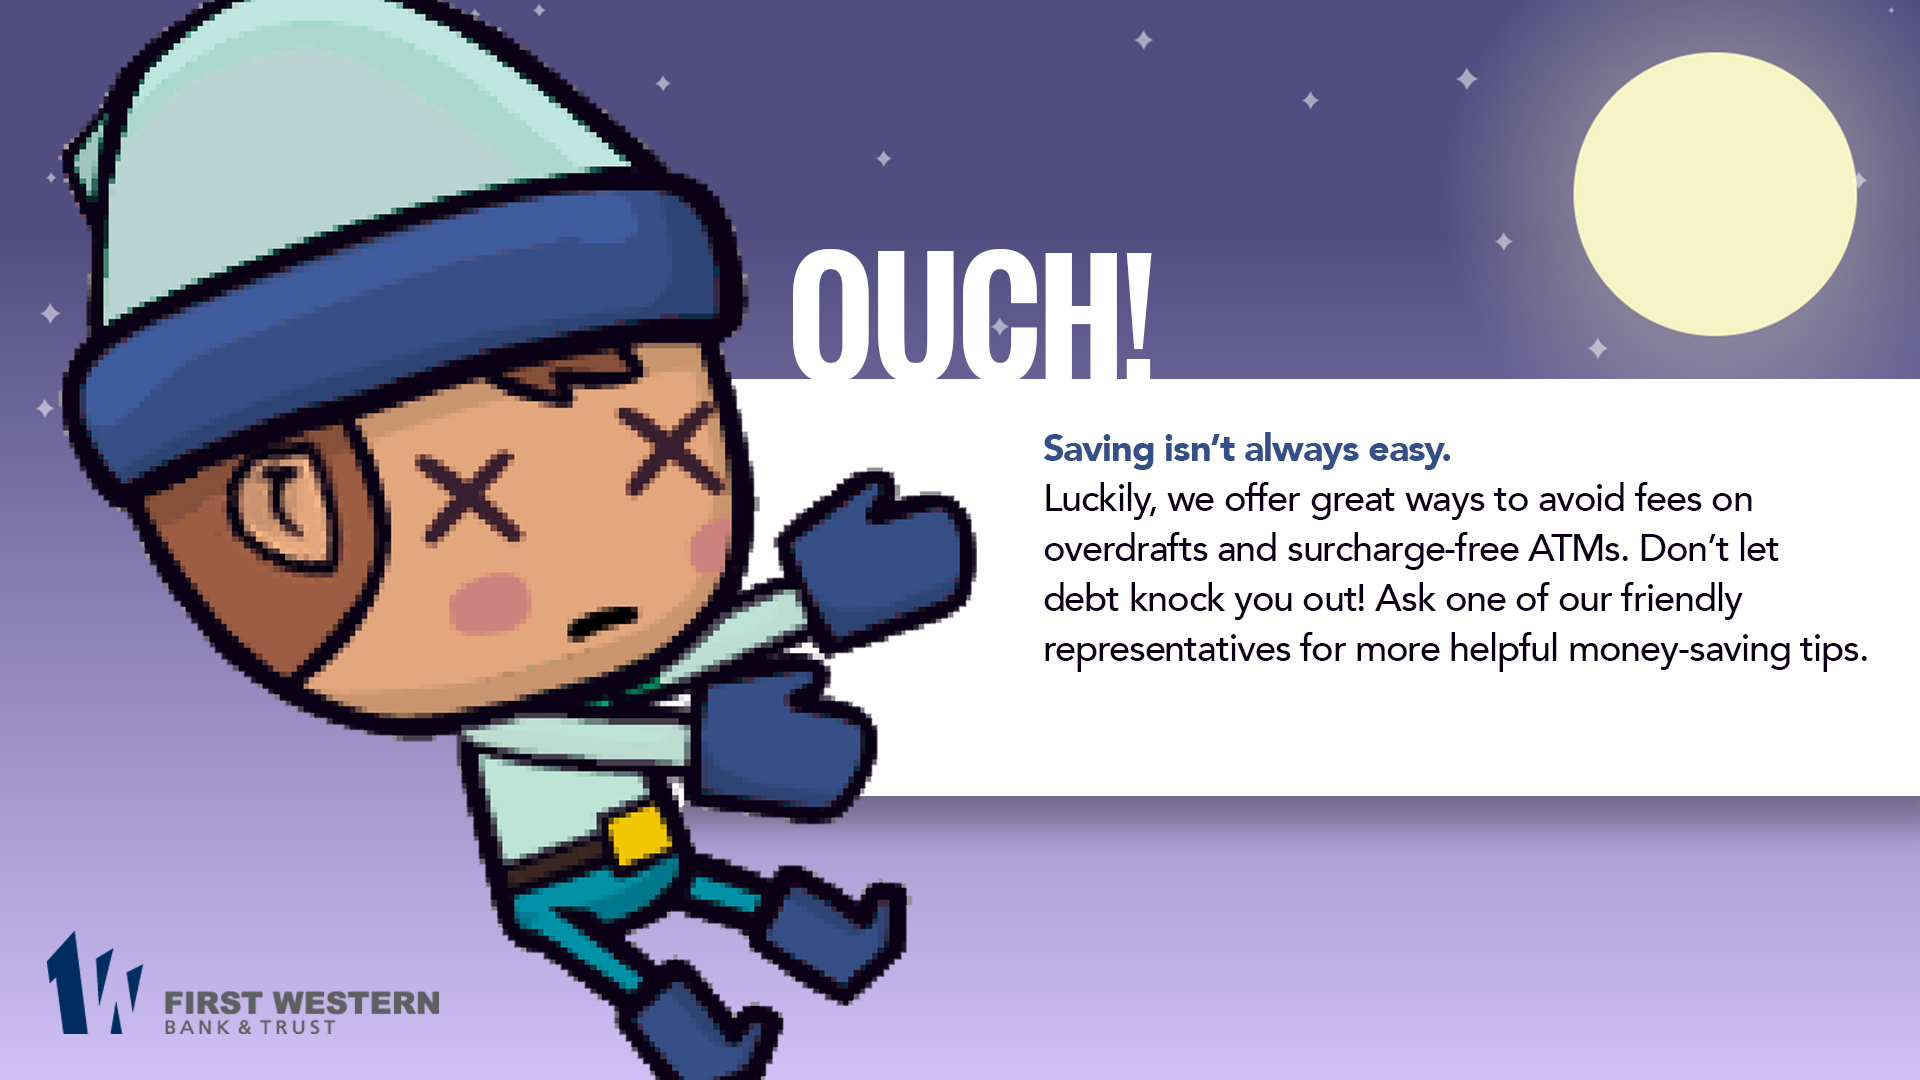 OUCH!
Saving isn’t always easy.
Luckily, we offer great ways to avoid fees on
overdrafts and surcharge-free ATMs. Don’t let
debt knock you out! Ask one of our friendly
representatives for more helpful money-saving tips.
1W FIRST WESTERN
BANK & TRUST